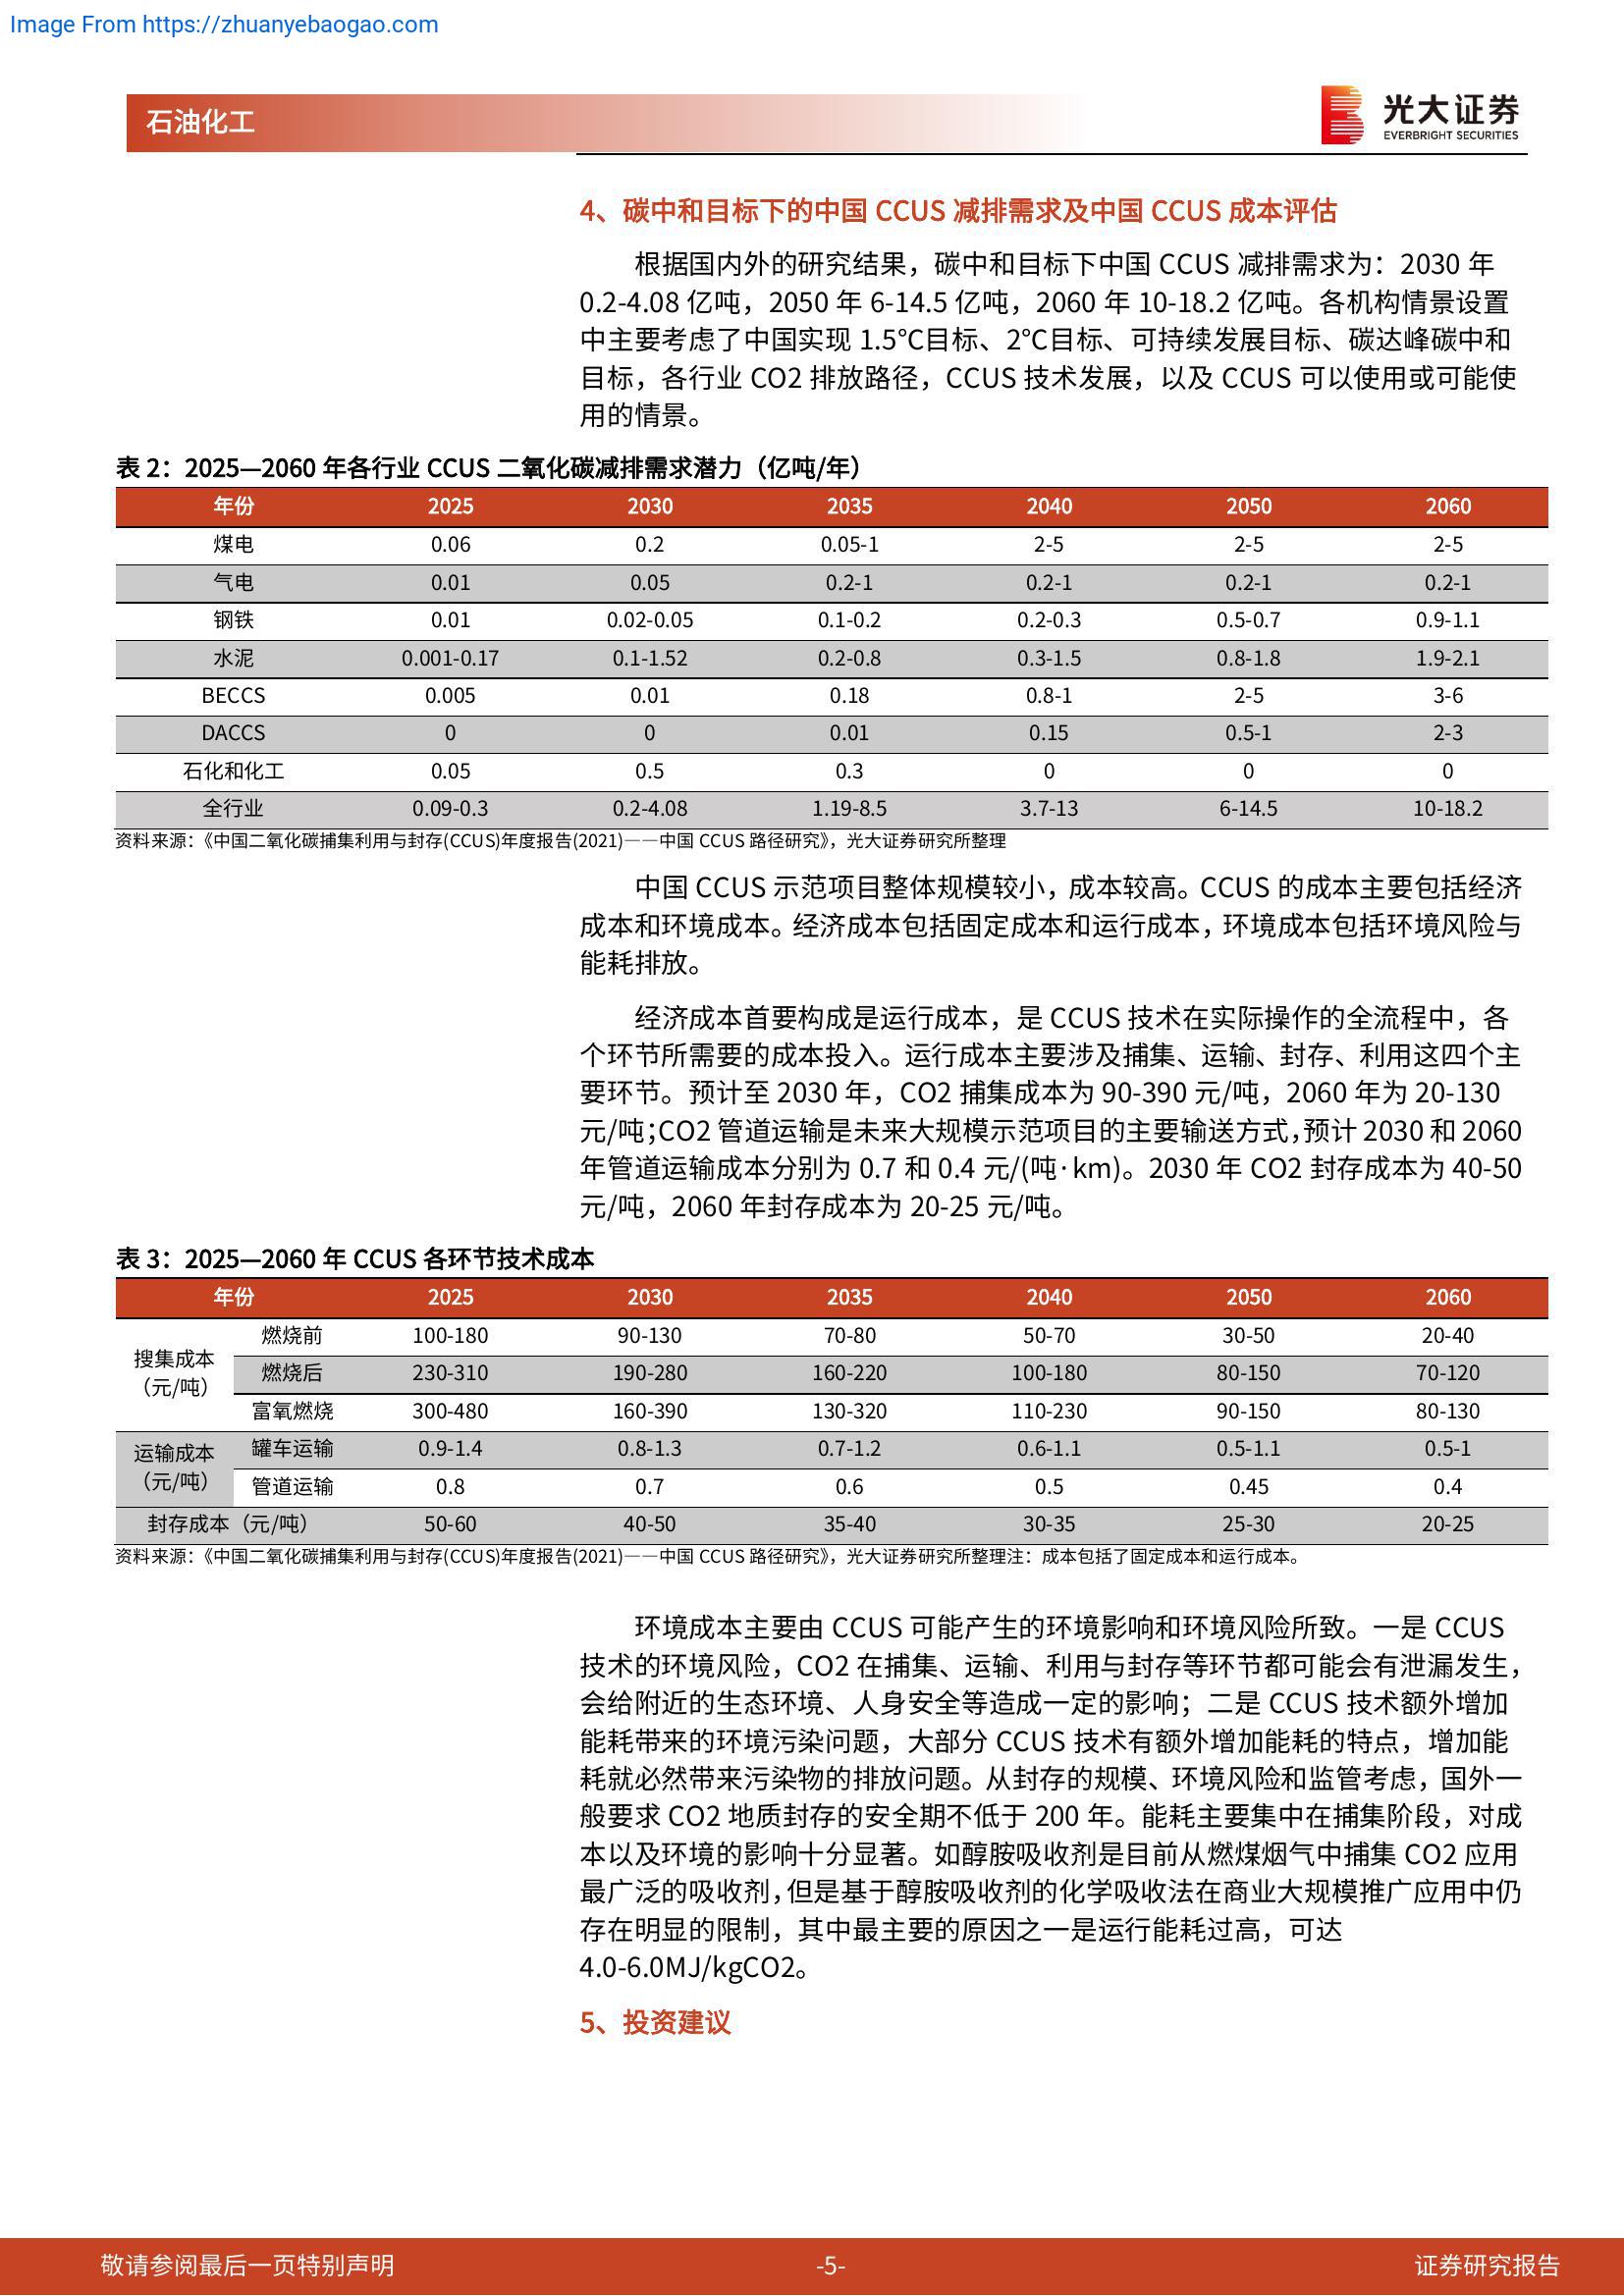 Image From https://zhuanyebaogao.com
石油化工
光大证券
EVERBRIGHT SECURITIES
4、碳中和目标下的中国 CCUS 减排需求及中国 CCUS 成本评估
根据国内外的研究结果，碳中和目标下中国 CCUS 减排需求为：2030 年
0.2-4.08 亿吨，2050 年 6-14.5 亿吨，2060 年 10-18.2 亿吨。各机构情景设置
中主要考虑了中国实现 1.5℃目标、2℃目标、可持续发展目标、碳达峰碳中和
目标，各行业 CO2 排放路径，CCUS 技术发展，以及 CCUS 可以使用或可能使
用的情景。
表 2：2025—2060 年各行业 CCUS 二氧化碳减排需求潜力（亿吨/年）
年份 2025 2030 2035 2040 2050 2060
煤电 0.06 0.2 0.05-1 2-5 2-5 2-5
气电 0.01 0.05 0.2-1 0.2-1 0.2-1 0.2-1
钢铁 0.01 0.02-0.05 0.1-0.2 0.2-0.3 0.5-0.7 0.9-1.1
水泥 0.001-0.17 0.1-1.52 0.2-0.8 0.3-1.5 0.8-1.8 1.9-2.1
BECCS 0.005 0.01 0.18 0.8-1 2-5 3-6
DACCS 0 0 0.01 0.15 0.5-1 2-3
石化和化工 0.05 0.5 0.3 0 0 0
全行业 0.09-0.3 0.2-4.08 1.19-8.5 3.7-13 6-14.5 10-18.2
资料来源：《中国二氧化碳捕集利用与封存(CCUS)年度报告(2021)——中国 CCUS 路径研究》，光大证券研究所整理
中国 CCUS 示范项目整体规模较小，成本较高。CCUS 的成本主要包括经济
成本和环境成本。经济成本包括固定成本和运行成本，环境成本包括环境风险与
能耗排放。
经济成本首要构成是运行成本，是 CCUS 技术在实际操作的全流程中，各
个环节所需要的成本投入。运行成本主要涉及捕集、运输、封存、利用这四个主
要环节。预计至 2030 年，CO2 捕集成本为 90-390 元/吨，2060 年为 20-130
元/吨；CO2 管道运输是未来大规模示范项目的主要输送方式，预计 2030 和 2060
年管道运输成本分别为 0.7 和 0.4 元/(吨·km)。2030 年 CO2 封存成本为 40-50
元/吨，2060 年封存成本为 20-25 元/吨。
表 3：2025—2060 年 CCUS 各环节技术成本
年份 2025 2030 2035 2040 2050 2060
搜集成本
（元/吨）
燃烧前 100-180 90-130 70-80 50-70 30-50 20-40
燃烧后 230-310 190-280 160-220 100-180 80-150 70-120
富氧燃烧 300-480 160-390 130-320 110-230 90-150 80-130
运输成本
（元/吨）
罐车运输 0.9-1.4 0.8-1.3 0.7-1.2 0.6-1.1 0.5-1.1 0.5-1
管道运输 0.8 0.7 0.6 0.5 0.45 0.4
封存成本（元/吨） 50-60 40-50 35-40 30-35 25-30 20-25
资料来源：《中国二氧化碳捕集利用与封存(CCUS)年度报告(2021)——中国 CCUS 路径研究》，光大证券研究所整理注：成本包括了固定成本和运行成本。
环境成本主要由 CCUS 可能产生的环境影响和环境风险所致。一是 CCUS
技术的环境风险，CO2 在捕集、运输、利用与封存等环节都可能会有泄漏发生，
会给附近的生态环境、人身安全等造成一定的影响；二是 CCUS 技术额外增加
能耗带来的环境污染问题，大部分 CCUS 技术有额外增加能耗的特点，增加能
耗就必然带来污染物的排放问题。从封存的规模、环境风险和监管考虑，国外一
般要求 CO2 地质封存的安全期不低于 200 年。能耗主要集中在捕集阶段，对成
本以及环境的影响十分显著。如醇胺吸收剂是目前从燃煤烟气中捕集 CO2 应用
最广泛的吸收剂，但是基于醇胺吸收剂的化学吸收法在商业大规模推广应用中仍
存在明显的限制，其中最主要的原因之一是运行能耗过高，可达
4.0-6.0MJ/kgCO2。
5、投资建议
敬请参阅最后一页特别声明 -5- 证券研究报告